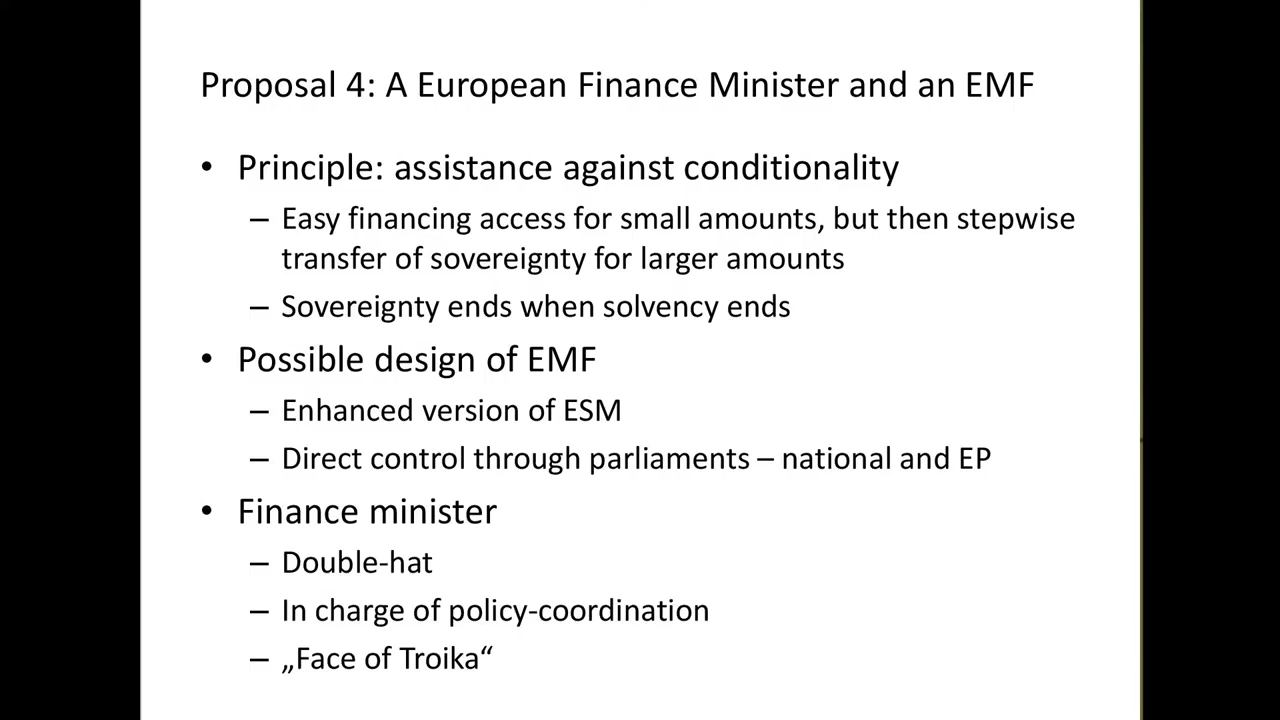 Proposal 4: A European Finance Minister and an EMF
• Principle: assistance against conditionality
– Easy financing access for small amounts, but then stepwise
transfer of sovereignty for larger amounts
– Sovereignty ends when solvency ends
• Possible design of EMF
– Enhanced version of ESM
– Direct control through parliaments – national and EP
• Finance minister
– Double-hat
– In charge of policy-coordination
– „Face of Troika“